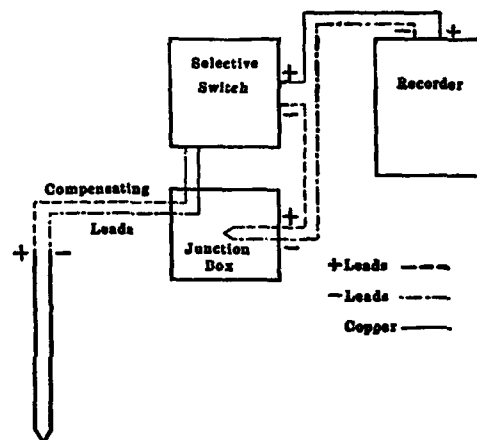 Selective
Switch
+
-
- +
Recorder
Compensating
Leads
+ -
Junction
Box
+
-
+ Leads
- Leads
Copper